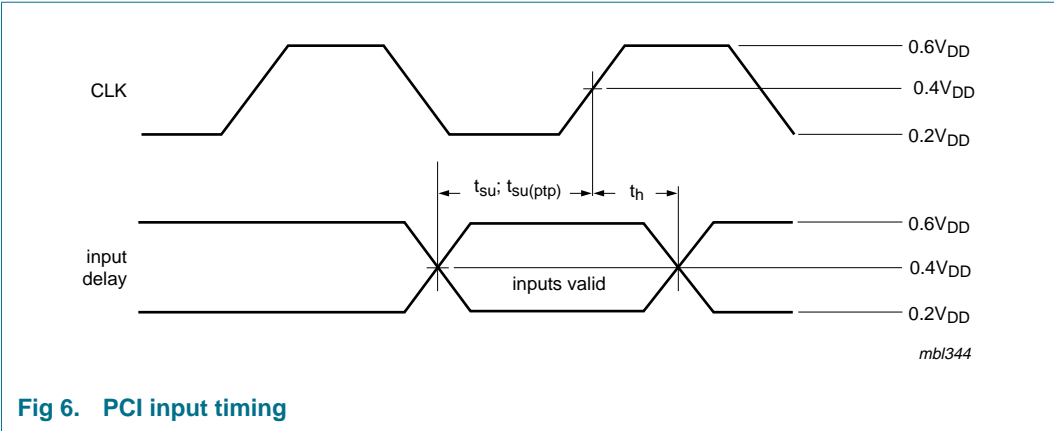 CLK
0.6VDD
0.4VDD
0.2VDD
tsu; tsu(ptp)
th
input
delay
inputs valid
0.6VDD
0.4VDD
0.2VDD
mbl344
Fig 6. PCI input timing